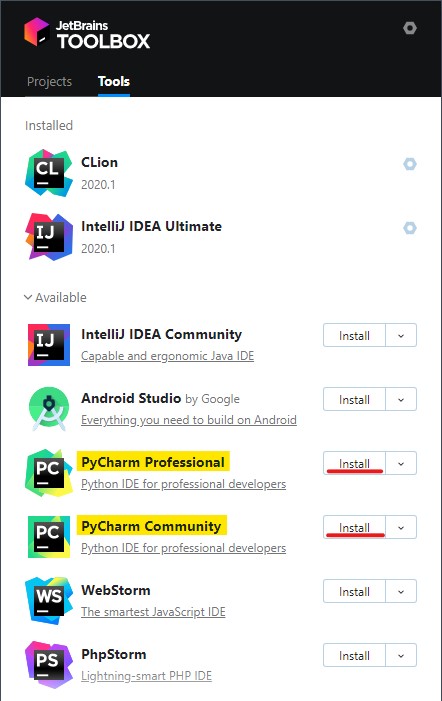 JetBrains
TOOLBOX
Projects Tools
Installed
CL
CLion
2020.1
IJ
IntelliJ IDEA Ultimate
2020.1
Available
IJ
IntelliJ IDEA Community
Install
Capable and ergonomic Java IDE
Android Studio by Google
Install
Everything you need to build on Android
PC
PyCharm Professional
Install
Python IDE for professional developers
PC
PyCharm Community
Install
Python IDE for professional developers
WS
WebStorm
Install
The smartest JavaScript IDE
PS
PhpStorm
Install
Lightning-smart PHP IDE